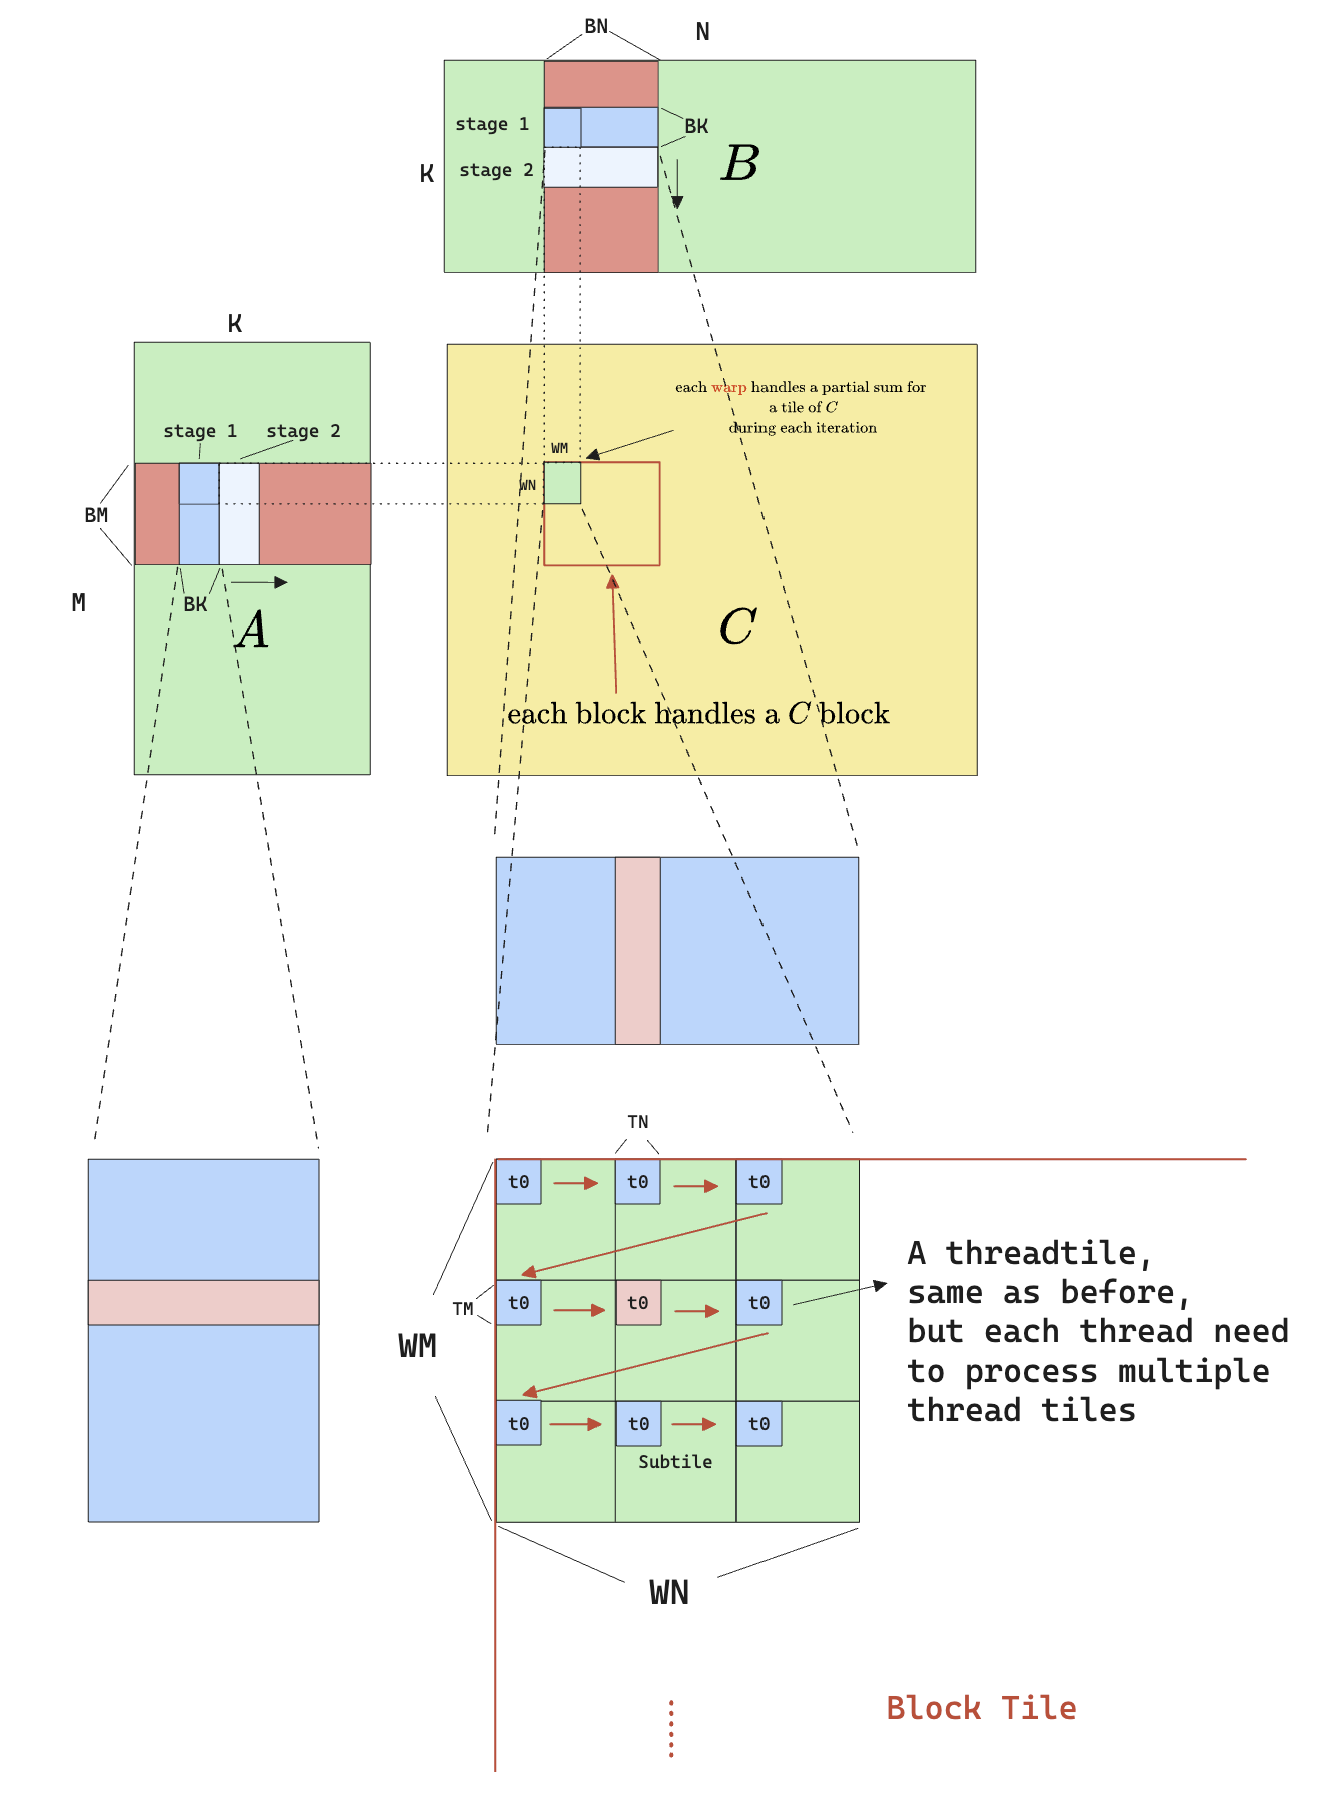 BN
N
stage 1
BK
K
stage 2
B
K
each warp handles a partial sum for
a tile of C
during each iteration
stage 1
stage 2
WM
WN
BM
M
BK
A
C
each block handles a C block
TN
t0
t0
t0
A threadtile,
same as before,
but each thread need
to process multiple
thread tiles
TM
t0
t0
t0
WM
t0
t0
t0
Subtile
WN
Block Tile